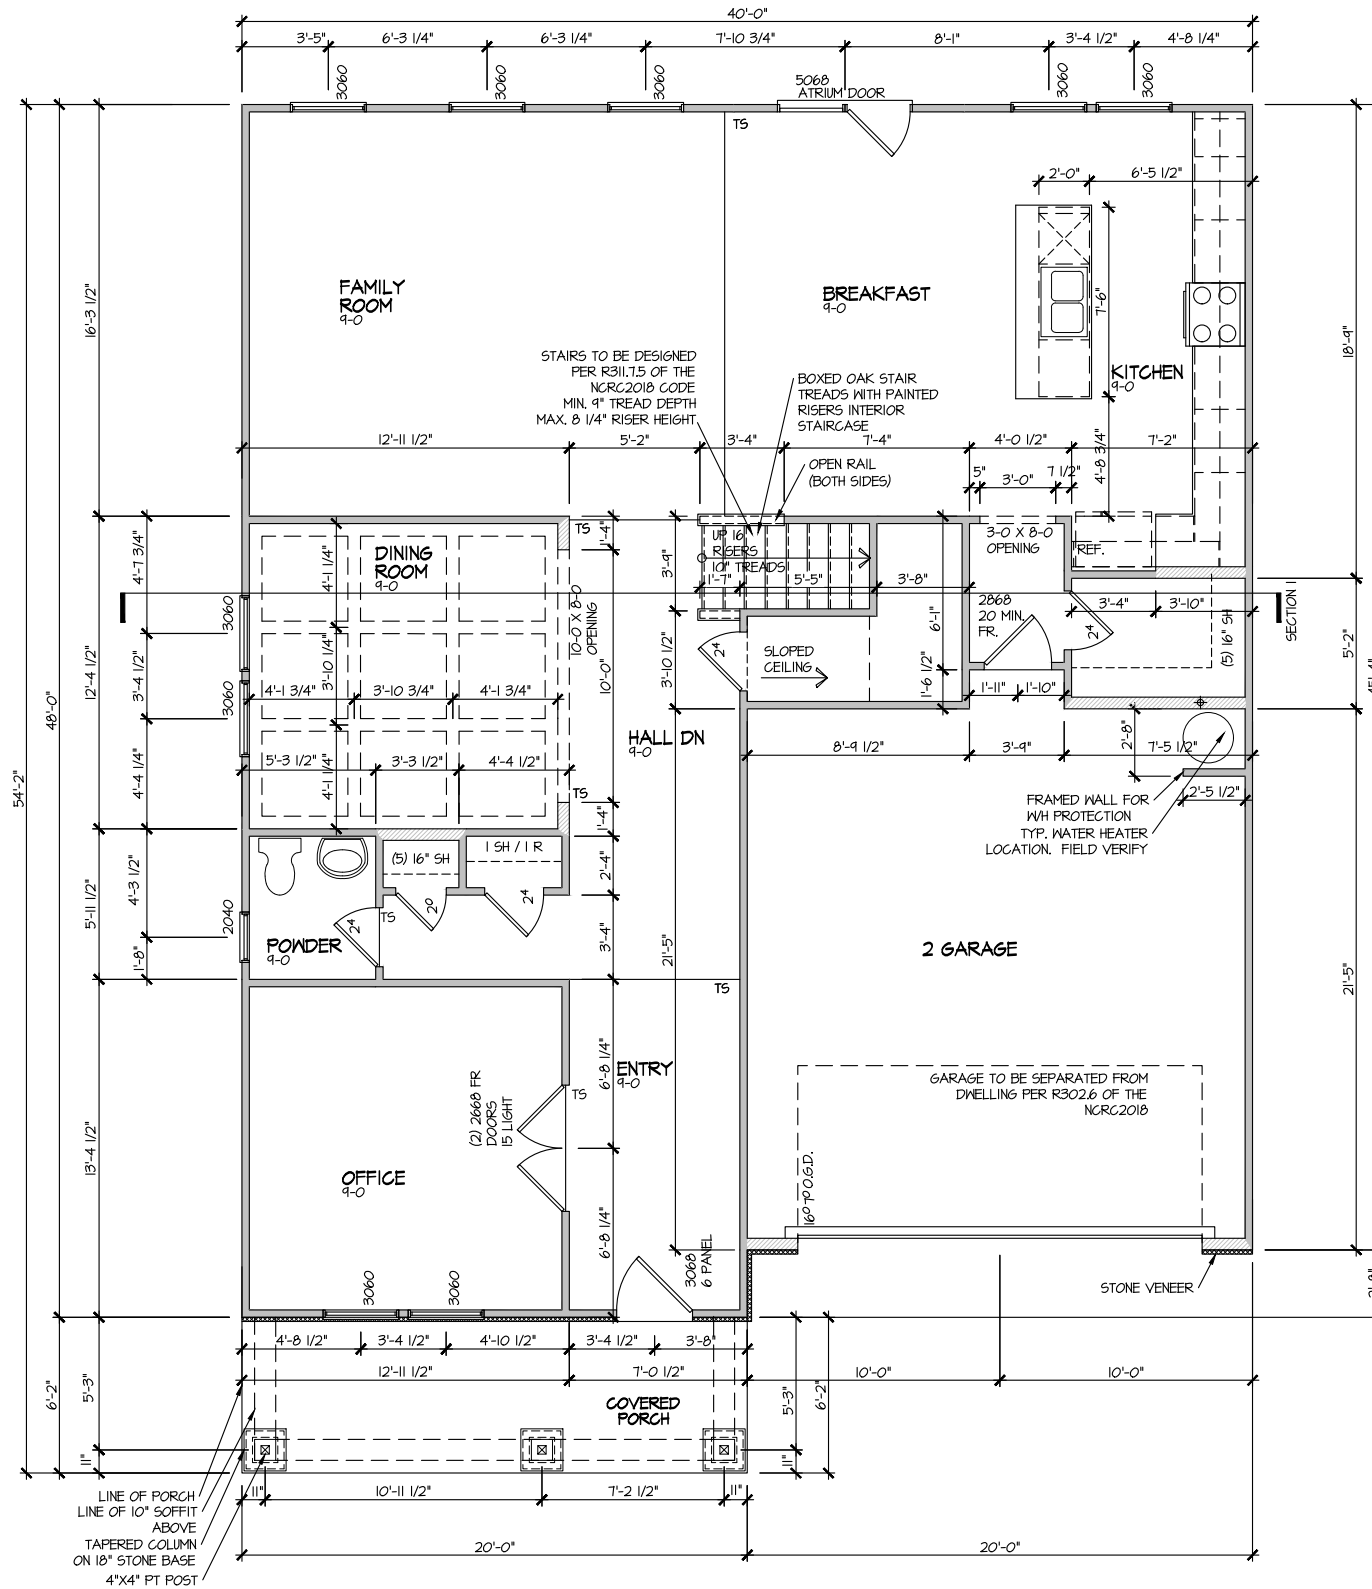 40'-0"
3'-5"
6'-3 1/4"
6'-3 1/4"
7'-10 3/4"
8'-1"
3'-4 1/2"
4'-8 1/4"
3060
3060
3060
5068
ATRIUM DOOR
3060
3060
TS
2'-0"
6'-5 1/2"
FAMILY
ROOM
9-0
BREAKFAST
9-0
7'-6"
KITCHEN
9-0
16'-3 1/2"
18'-9"
STAIRS TO BE DESIGNED
PER R311.7.5 OF THE
NCRC2018 CODE
MIN. 9" TREAD DEPTH
MAX. 8 1/4" RISER HEIGHT
BOXED OAK STAIR
TREADS WITH PAINTED
RISERS INTERIOR
STAIRCASE
OPEN RAIL
(BOTH SIDES)
12'-11 1/2"
5'-2"
3'-4"
7'-4"
4'-0 1/2"
7'-2"
4'-8 3/4"
5"
3'-0"
7 1/2"
TS
1'-4"
3-0 X 8-0
OPENING
REF.
UP 16
RISERS
10" TREADS
DINING
ROOM
9-0
4'-7 3/4"
4'-1 1/4"
3'-9"
1'-7"
5'-5"
3'-8"
10-0 X 8-0
OPENING
3060
3060
2868
20 MIN.
FR.
3'-4"
3'-10"
(5) 16" SH
SECTION 1
5'-2"
24
24
6'-1"
1'-6 1/2"
SLOPED
CEILING
3'-10 1/2"
10'-0"
12'-4 1/2"
3'-4 1/2"
3'-10 1/4"
4'-1 3/4"
3'-10 3/4"
4'-1 3/4"
1'-11"
1'-10"
48'-0"
54'-2"
HALL DN
9-0
8'-9 1/2"
3'-9"
7'-5 1/2"
2'-8"
5'-3 1/2"
3'-3 1/2"
4'-4 1/2"
4'-4 1/4"
4'-1 1/4"
TS
1'-4"
2'-5 1/2"
FRAMED WALL FOR
WH PROTECTION
TYP. WATER HEATER
LOCATION. FIELD VERIFY
(5) 16" SH
1 SH / 1 R
2'-4"
4'-3 1/2"
5'-11 1/2"
2040
20
24
24
TS
POWDER
9-0
1'-8"
3'-4"
21'-5"
2 GARAGE
21'-5"
TS
ENTRY
9-0
6'-8 1/4"
(2) 2668 FR
DOORS
15 LIGHT
TS
GARAGE TO BE SEPARATED FROM
DWELLING PER R302.6 OF THE
NCRC2018
13'-4 1/2"
OFFICE
9-0
16070 O.G.D.
6'-8 1/4"
3068
6 PANEL
3060
3060
STONE VENEER
4'-8 1/2"
3'-4 1/2"
4'-10 1/2"
3'-4 1/2"
3'-8"
12'-11 1/2"
7'-0 1/2"
10'-0"
10'-0"
6'-2"
5'-3"
5'-3"
6'-2"
COVERED
PORCH
11"
11"
LINE OF PORCH
LINE OF 10" SOFFIT
ABOVE
TAPERED COLUMN
ON 18" STONE BASE
4"X4" PT POST
11"
10'-11 1/2"
7'-2 1/2"
11"
20'-0"
20'-0"